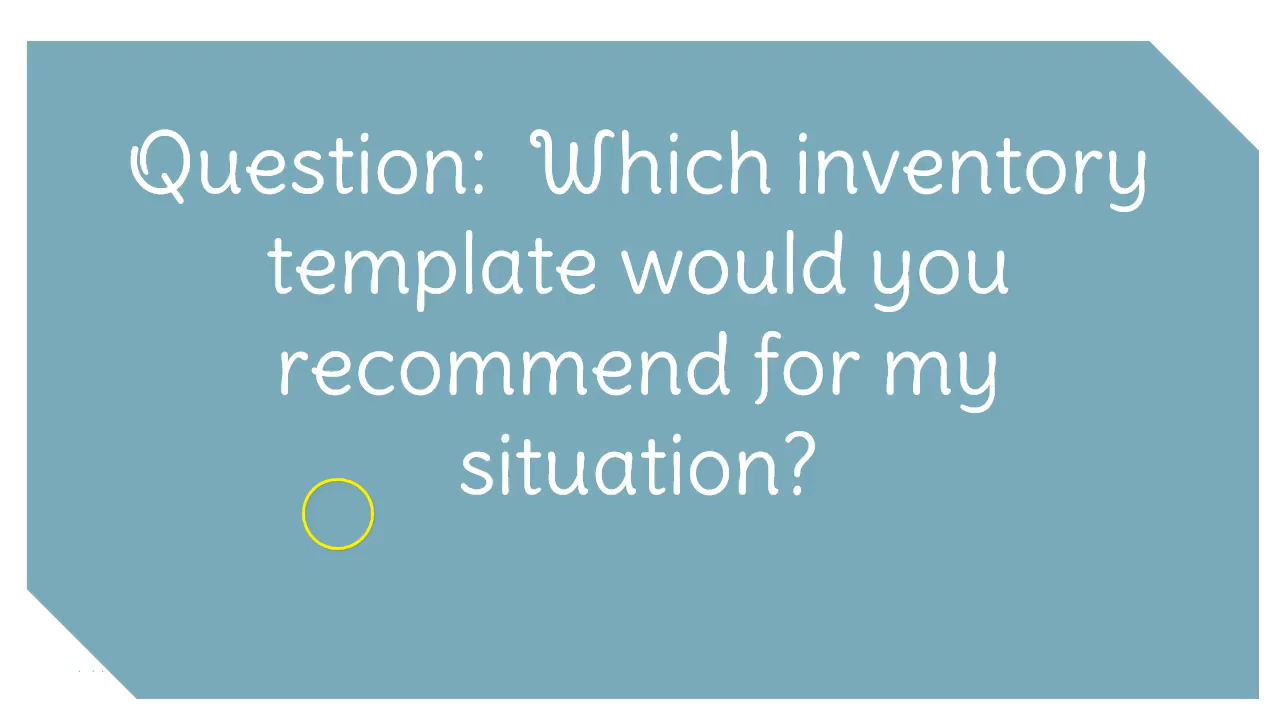 Question: Which inventory
template would you
recommend for my
situation?